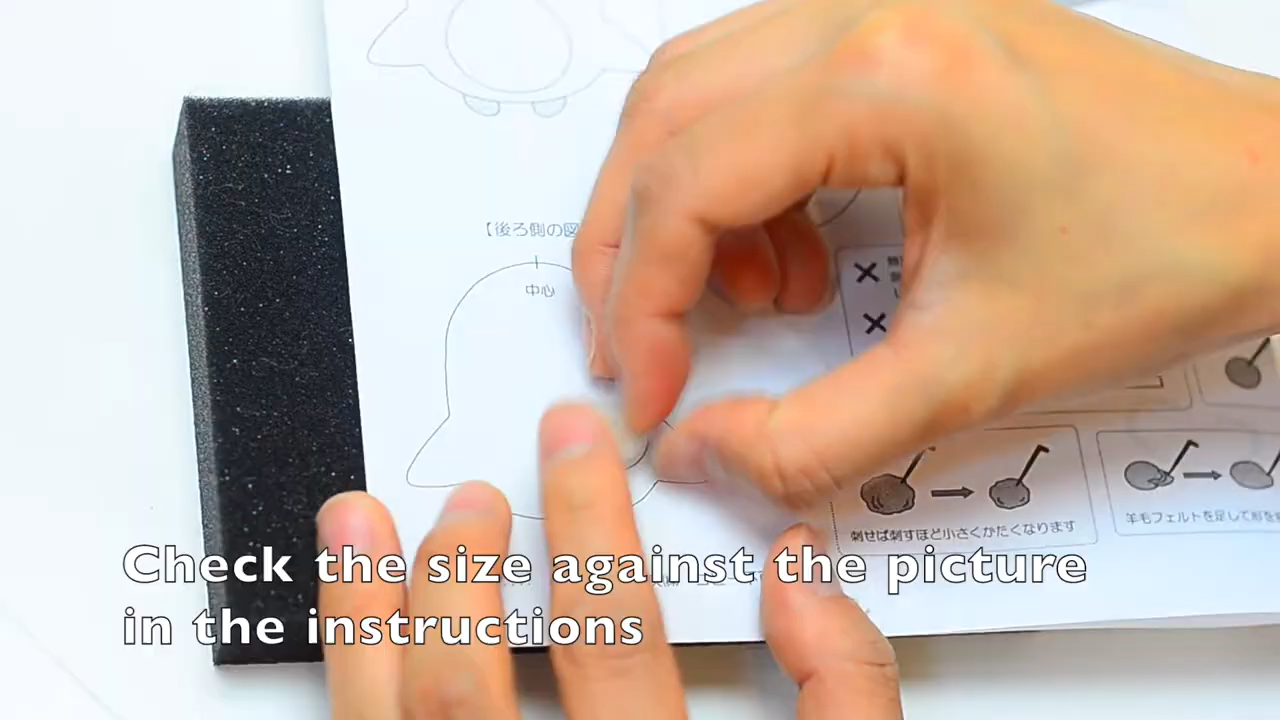 【後ろ側の図
中心
刺せば刺すほど小さくかたくなります
羊毛フェルトを足して形を
Check the size against the picture
in the instructions